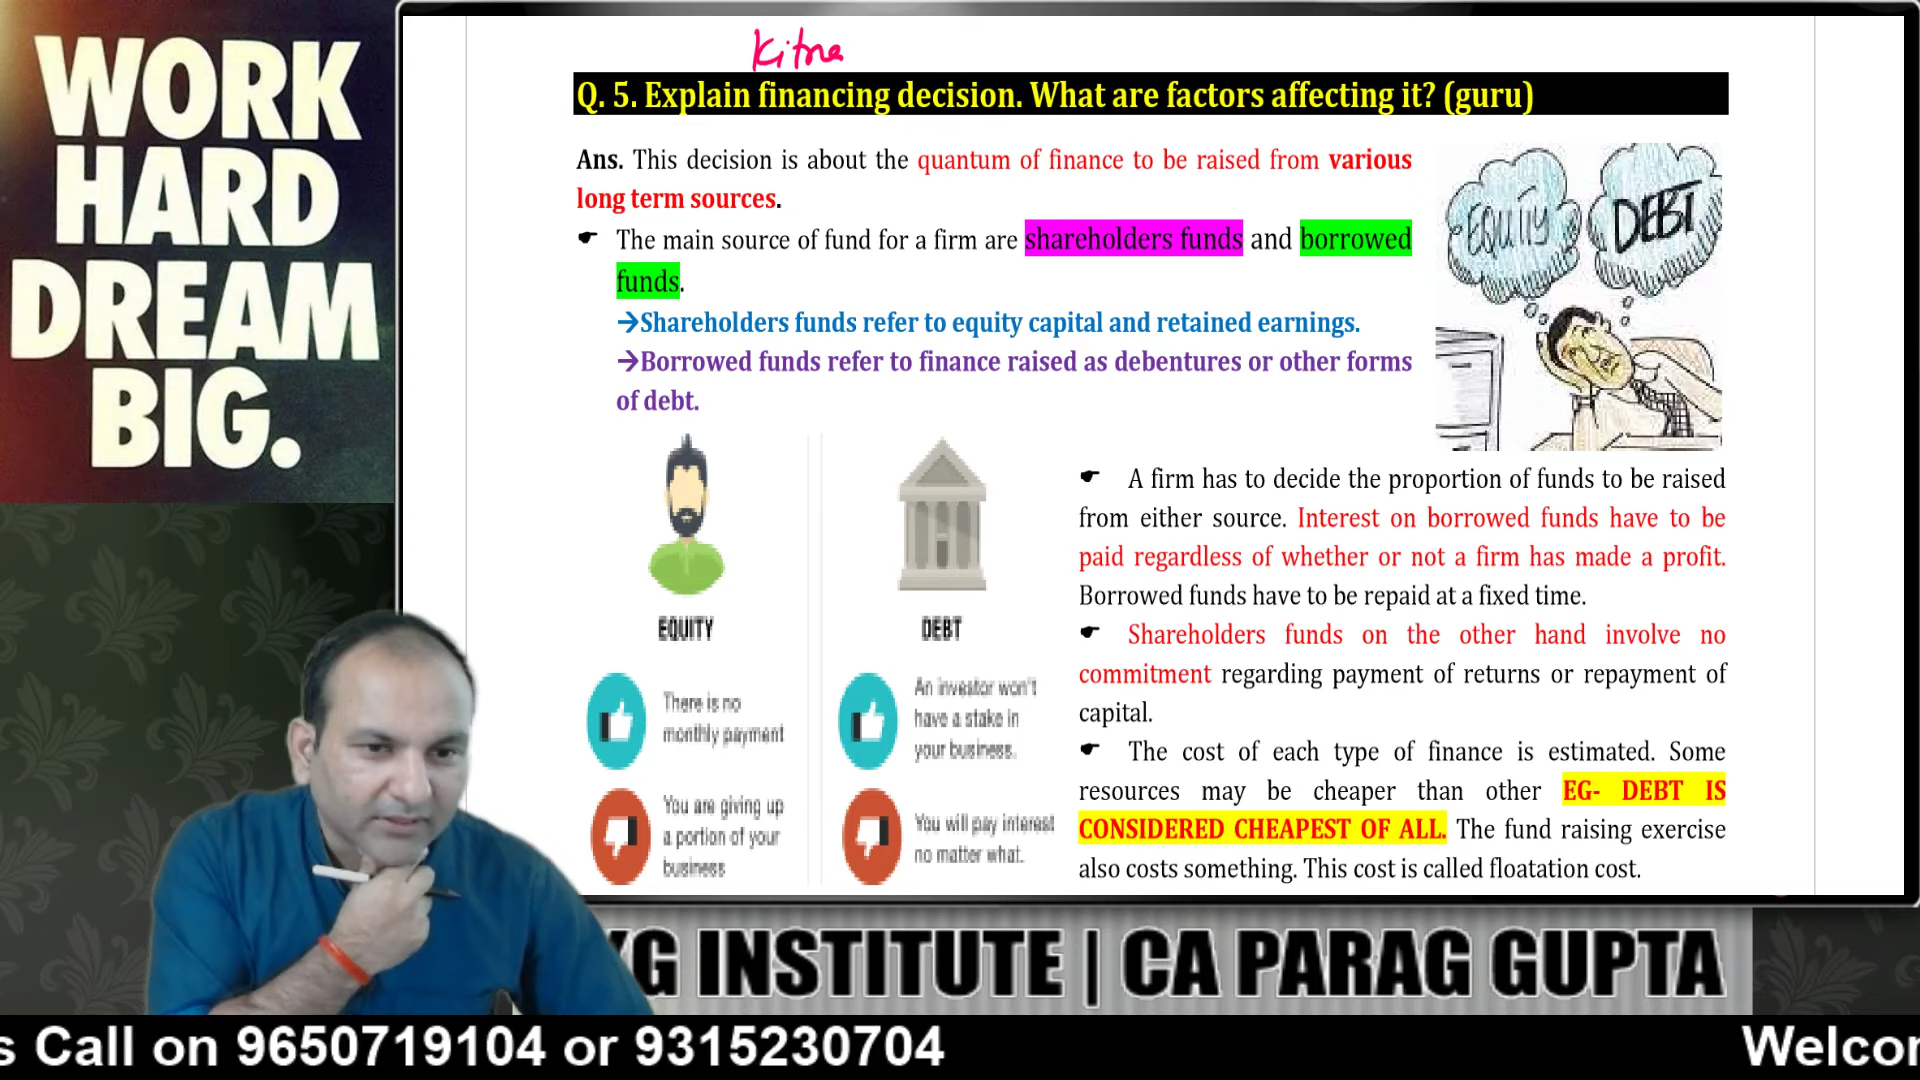 WORK
HARD
DREAM
BIG.
Kitna
Q. 5. Explain financing decision. What are factors affecting it? (guru)
Ans. This decision is about the quantum of finance to be raised from various
long term sources.
☛ The main source of fund for a firm are shareholders funds and borrowed
funds.
→Shareholders funds refer to equity capital and retained earnings.
→Borrowed funds refer to finance raised as debentures or other forms
of debt.
EQUITY
DEBT
EQUITY
There is no
monthly payment
You are giving up
a portion of your
business
DEBT
An investor won't
have a stake in
your business.
You will pay interest
no matter what.
☛ A firm has to decide the proportion of funds to be raised
from either source. Interest on borrowed funds have to be
paid regardless of whether or not a firm has made a profit.
Borrowed funds have to be repaid at a fixed time.
☛ Shareholders funds on the other hand involve no
commitment regarding payment of returns or repayment of
capital.
☛ The cost of each type of finance is estimated. Some
resources may be cheaper than other EG- DEBT IS
CONSIDERED CHEAPEST OF ALL. The fund raising exercise
also costs something. This cost is called floatation cost.
G INSTITUTE | CA PARAG GUPTA
s Call on 9650719104 or 9315230704
Welcor